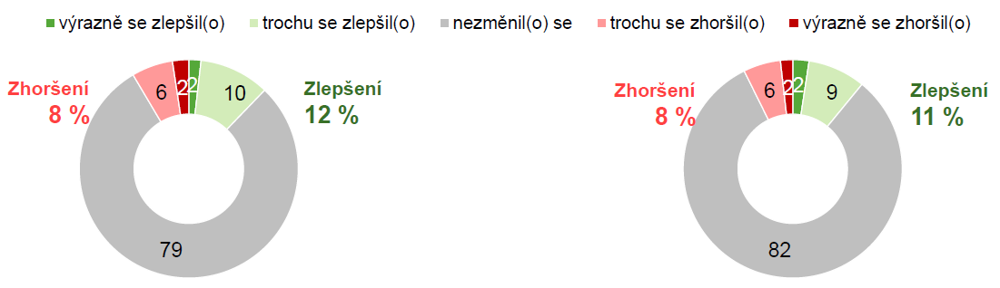 výrazně se zlepšil(o) trochu se zlepšil(o) nezměnil(o) se trochu se zhoršil(o) výrazně se zhoršil(o)
Zhoršení
8 %
6
2
2
10
Zlepšení
12 %
79
Zhoršení
8 %
6
2
2
9
Zlepšení
11 %
82